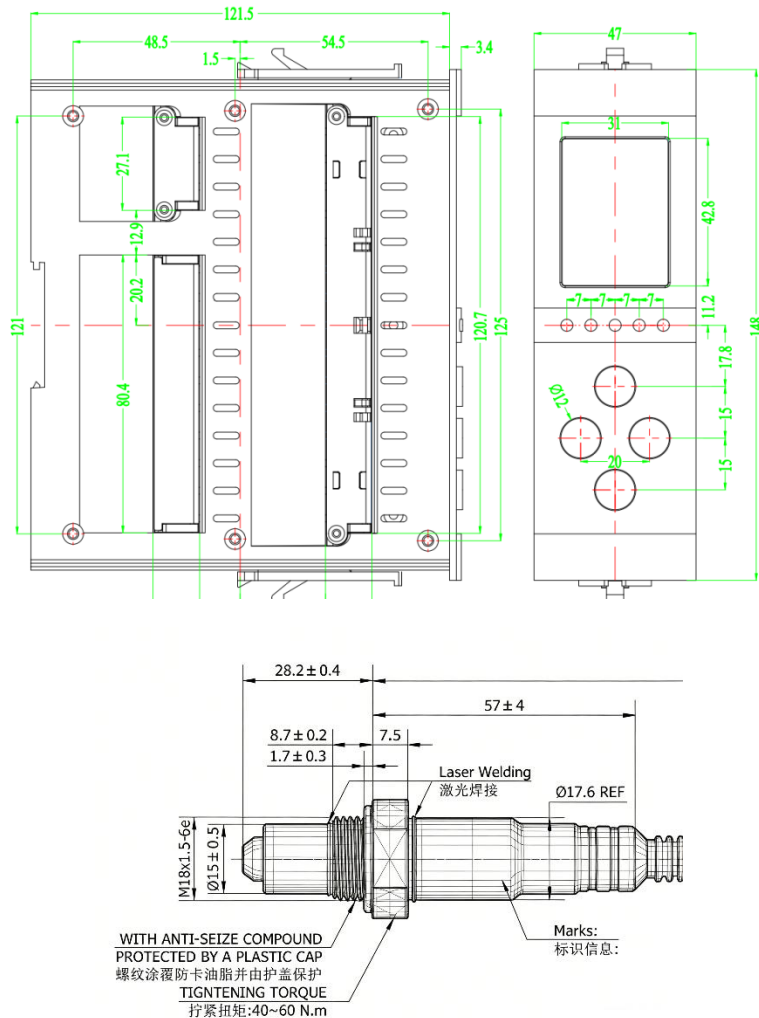 121.5
48.5
54.5
1.5
3.4
47
31
27.1
42.8
12.9
20.2
7
7
7
7
11.2
121
120.7
125
148
17.8
80.4
Ø12
15
20
15
28.2 ± 0.4
57 ± 4
8.7 ± 0.2
7.5
1.7 ± 0.3
Laser Welding
激光焊接
Ø17.6 REF
M18x1.5-6e
Ø15 ± 0.5
WITH ANTI-SEIZE COMPOUND
PROTECTED BY A PLASTIC CAP
螺纹涂覆防卡油脂并由护盖保护
Marks:
标识信息:
TIGNTENING TORQUE
拧紧扭矩:40~60 N.m